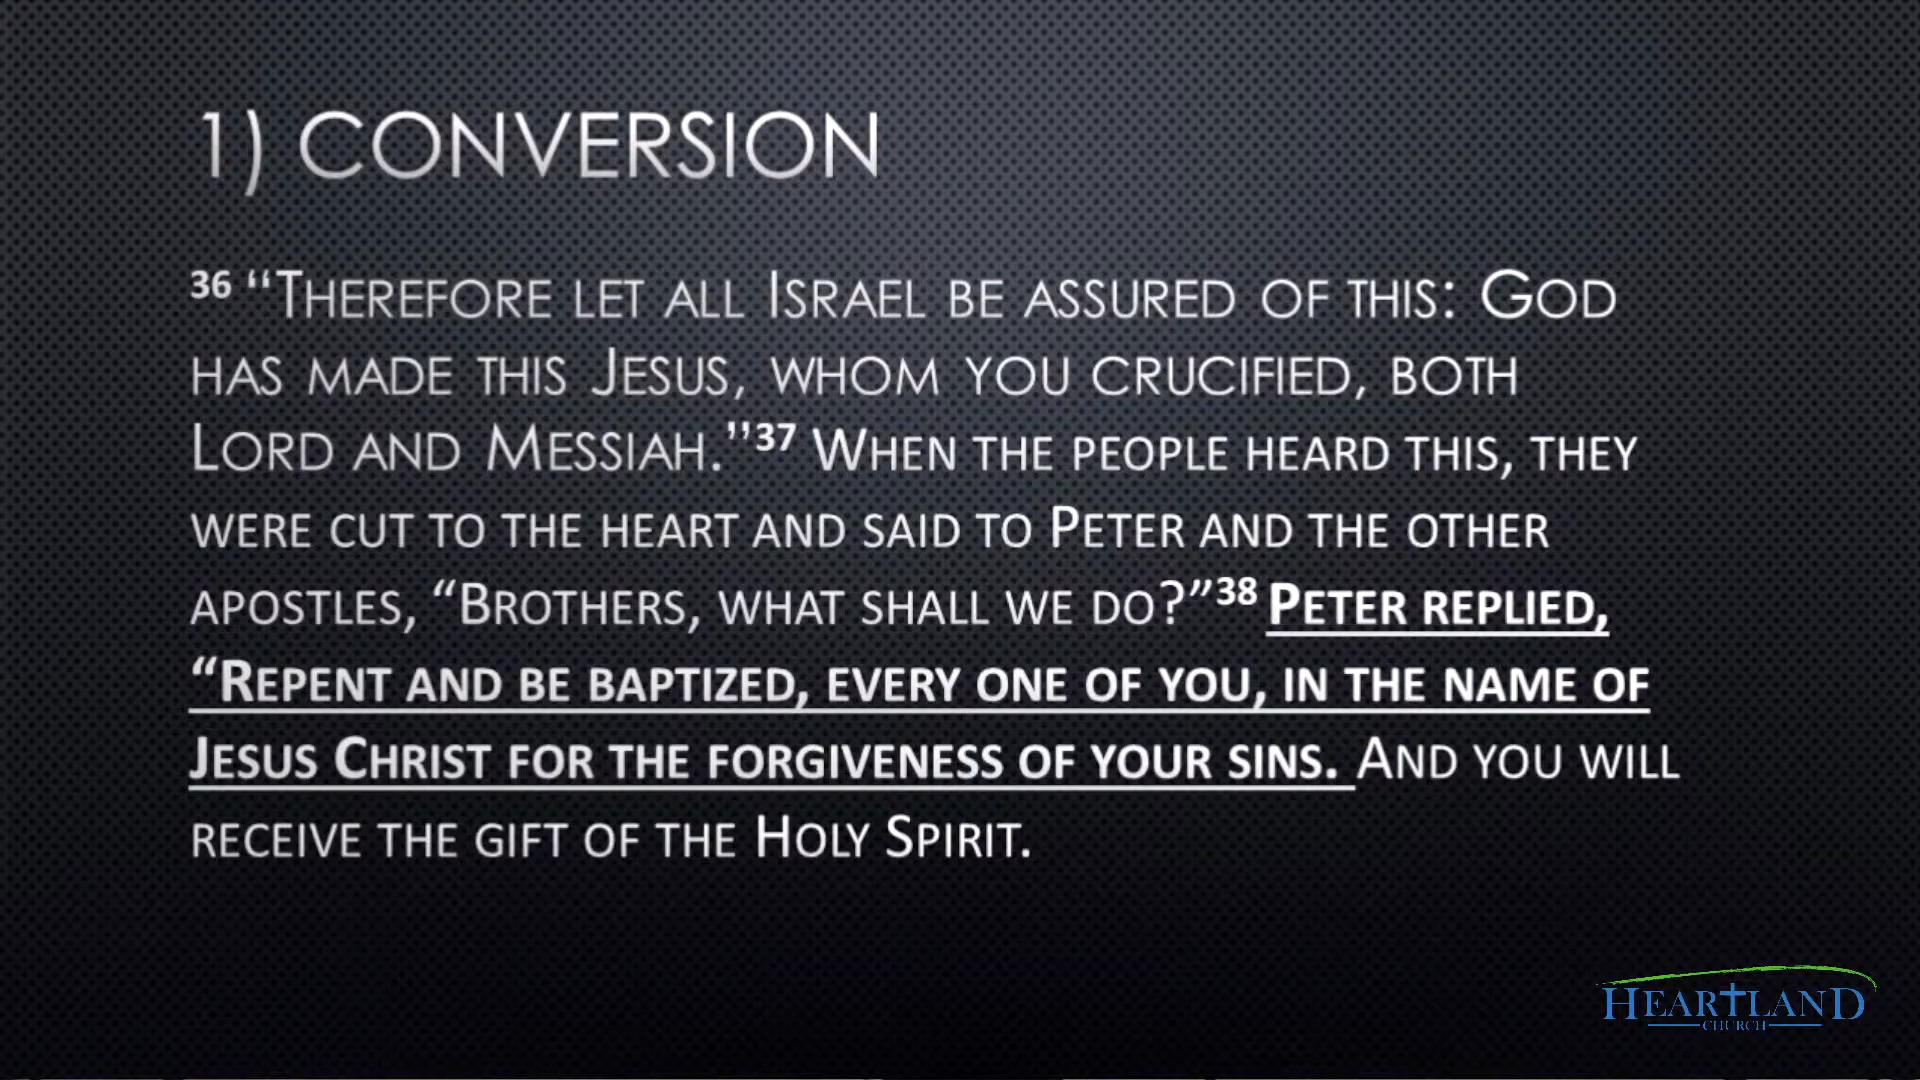 1) CONVERSION
36 “THEREFORE LET ALL ISRAEL BE ASSURED OF THIS: GOD
HAS MADE THIS JESUS, WHOM YOU CRUCIFIED, BOTH
LORD AND MESSIAH.”37 WHEN THE PEOPLE HEARD THIS, THEY
WERE CUT TO THE HEART AND SAID TO PETER AND THE OTHER
APOSTLES, “BROTHERS, WHAT SHALL WE DO?”38 PETER REPLIED,
“REPENT AND BE BAPTIZED, EVERY ONE OF YOU, IN THE NAME OF
JESUS CHRIST FOR THE FORGIVENESS OF YOUR SINS. AND YOU WILL
RECEIVE THE GIFT OF THE HOLY SPIRIT.
HEARTLAND
CHURCH